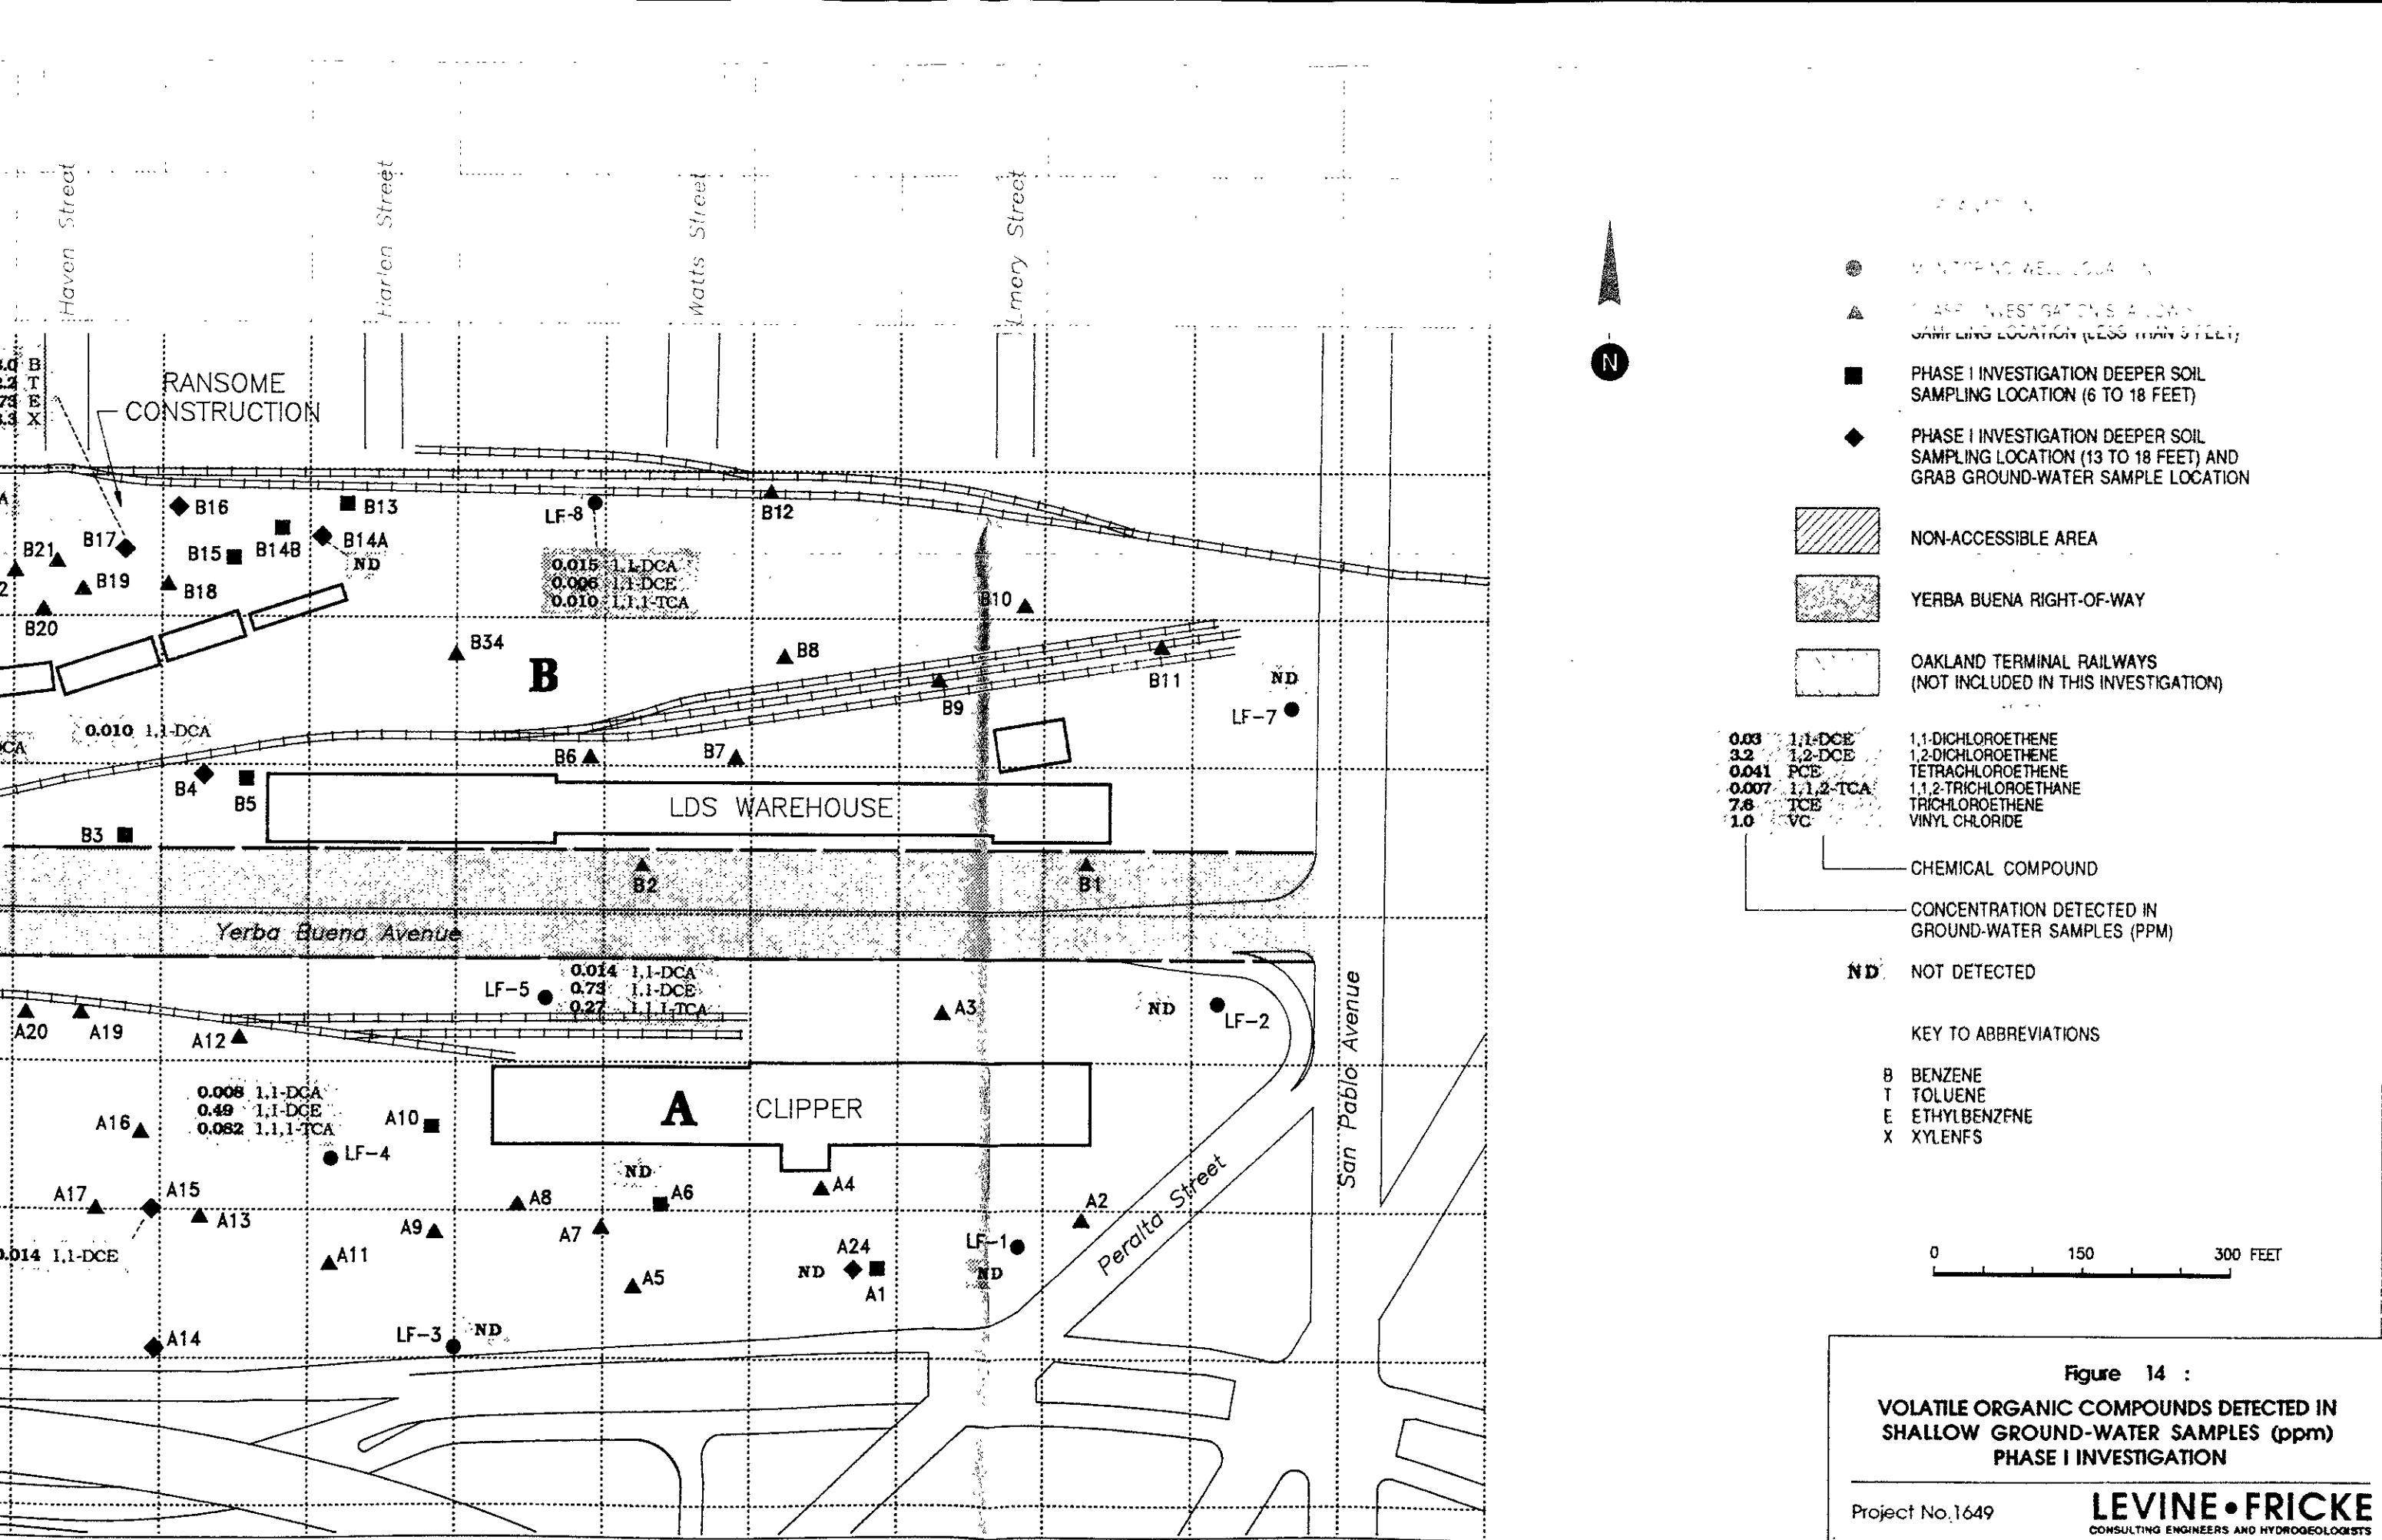 Haven Street
Harlen Street
Watts Street
Emery Street
B
T
E
X
RANSOME
CONSTRUCTION
B16
B13
B17
B15
B14B
B14A
ND
B21
B19
B18
B20
LF-8
B12
0.015 1,1-DCA
0.006 1,1-DCE
0.010 1,1,1-TCA
B10
B34
B
B8
B9
B11
ND
LF-7
0.010 1,1-DCA
B6
B7
B4
B5
B3
LDS WAREHOUSE
B2
B1
Yerba Buena Avenue
LF-5
0.014 1,1-DCA
0.73 1,1-DCE
0.27 1,1,1-TCA
A3
ND
LF-2
A20
A19
A12
San Pablo Avenue
0.008 1,1-DCA
0.49 1,1-DCE
0.082 1,1,1-TCA
A16
A10
LF-4
A CLIPPER
ND
A17
A15
A13
A8
A6
A4
A2
Peralta Street
A9
A7
.014 1,1-DCE
A11
A5
A24
ND
A1
LF-1
ND
A14
LF-3
ND
N
SAMPLING LOCATION (LESS THAN 5 FEET)
PHASE I INVESTIGATION DEEPER SOIL
SAMPLING LOCATION (6 TO 18 FEET)
PHASE I INVESTIGATION DEEPER SOIL
SAMPLING LOCATION (13 TO 18 FEET) AND
GRAB GROUND-WATER SAMPLE LOCATION
NON-ACCESSIBLE AREA
YERBA BUENA RIGHT-OF-WAY
OAKLAND TERMINAL RAILWAYS
(NOT INCLUDED IN THIS INVESTIGATION)
0.03 1,1-DCE 1,1-DICHLOROETHENE
3.2 1,2-DCE 1,2-DICHLOROETHENE
0.041 PCE TETRACHLOROETHENE
0.007 1,1,2-TCA 1,1,2-TRICHLOROETHANE
7.6 TCE TRICHLOROETHENE
1.0 VC VINYL CHLORIDE
CHEMICAL COMPOUND
CONCENTRATION DETECTED IN
GROUND-WATER SAMPLES (PPM)
ND NOT DETECTED
KEY TO ABBREVIATIONS
B BENZENE
T TOLUENE
E ETHYLBENZENE
X XYLENES
0 150 300 FEET
Figure 14 :
VOLATILE ORGANIC COMPOUNDS DETECTED IN
SHALLOW GROUND-WATER SAMPLES (ppm)
PHASE I INVESTIGATION
Project No. 1649
LEVINE•FRICKE
CONSULTING ENGINEERS AND HYDROGEOLOGISTS